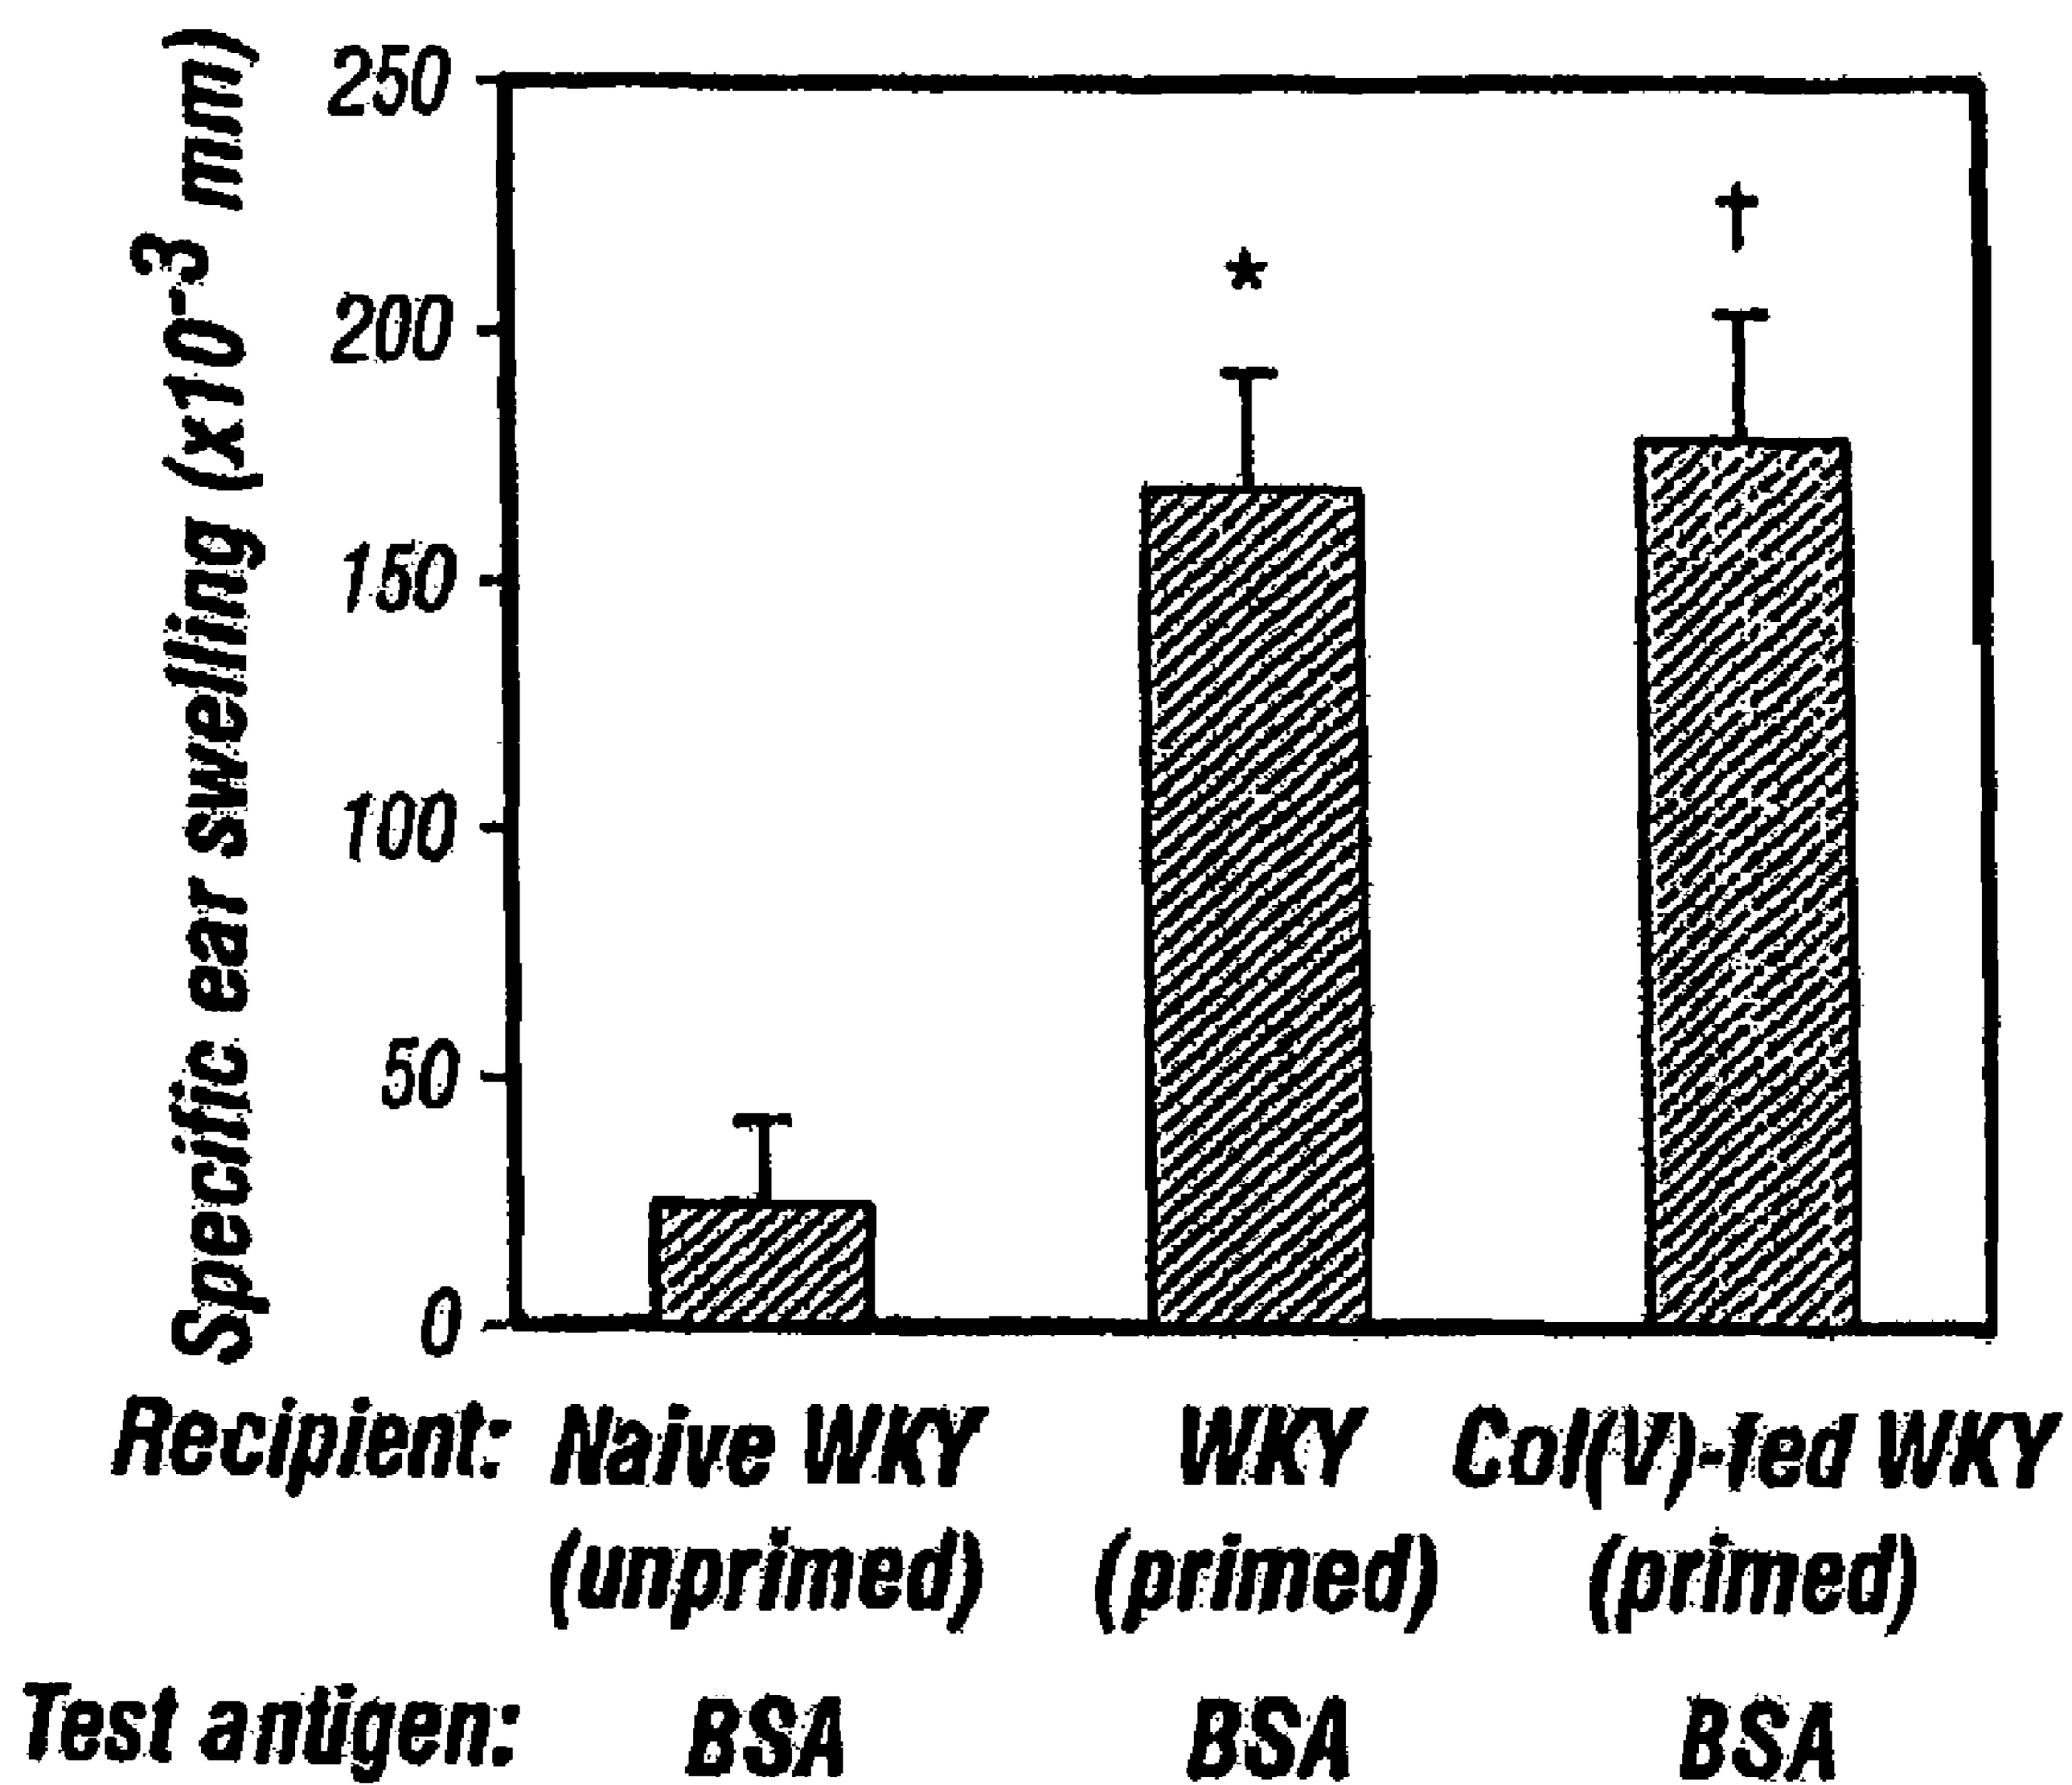 Specific ear swelling (x10⁻³ mm)
250
200
150
100
50
0
*
†
Recipient: Naive WKY WKY Col(V)-fed WKY
(unprimed) (primed) (primed)
Test antigen: BSA BSA BSA